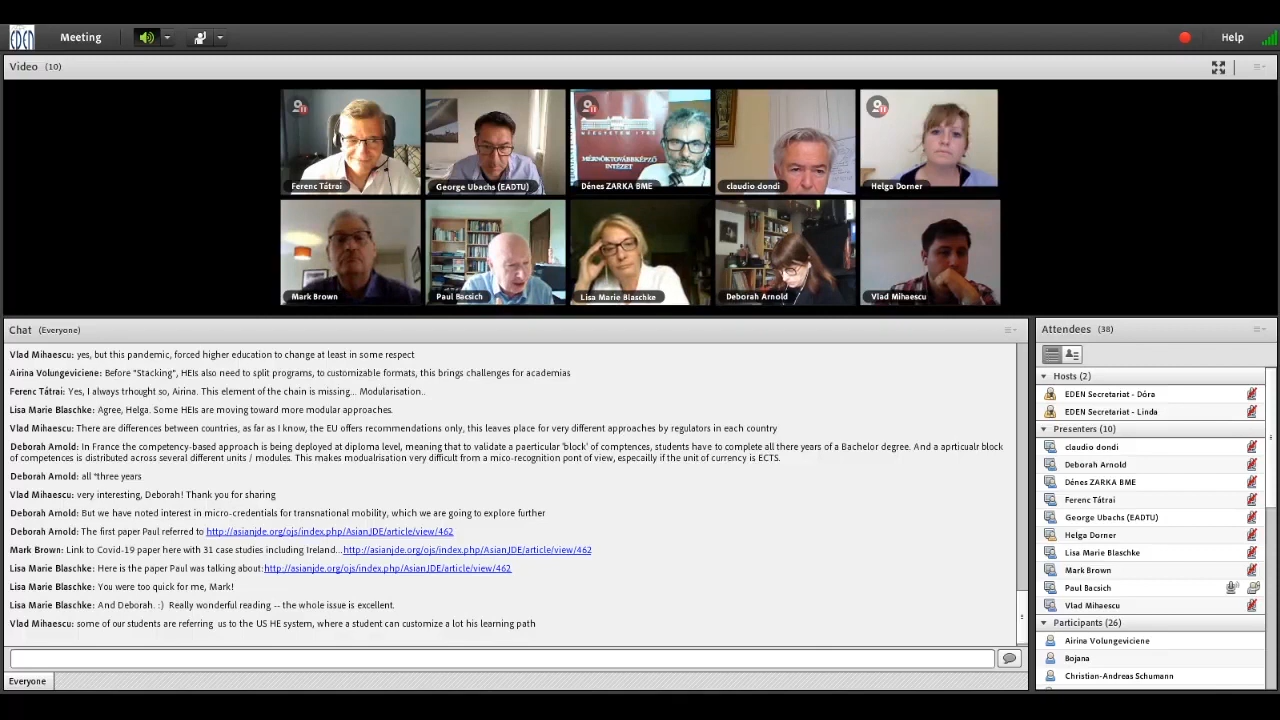 EDEN
Meeting
Help
Video (10)
Ferenc Tátrai
George Ubachs (EADTU)
MÉRNÖKTOVÁBBKÉPZŐ
INTÉZET
Dénes ZARKA BME
claudio dondi
Helga Dorner
Mark Brown
Paul Bacsich
Lisa Marie Blaschke
Deborah Arnold
Vlad Mihaescu
Chat (Everyone)
Vlad Mihaescu: yes, but this pandemic, forced higher education to change at least in some respect
Airina Volungeviciene: Before "Stacking", HEIs also need to split programs, to customizable formats, this brings challenges for academias
Ferenc Tátrai: Yes, I always trhought so, Airina. This element of the chain is missing... Modularisation..
Lisa Marie Blaschke: Agree, Helga. Some HEIs are moving toward more modular approaches.
Vlad Mihaescu: There are differences between countries, as far as I know, the EU offers recommendations only, this leaves place for very different approaches by regulators in each country
Deborah Arnold: In France the competency-based approach is being deployed at diploma level, meaning that to validate a paerticular 'block' of comptences, students have to complete all there years of a Bachelor degree. And a aprticualr block
of competences is distributed across several different units / modules. This makes modualrisation very difficult from a mico-recognition pont of view, especailly if the unit of currency is ECTS.
Deborah Arnold: all *three years
Vlad Mihaescu: very interesting, Deborah! Thank you for sharing
Deborah Arnold: But we have noted interest in micro-credentials for transnational mobility, which we are going to explore further
Deborah Arnold: The first paper Paul referred to http://asianjde.org/ojs/index.php/AsianJDE/article/view/462
Mark Brown: Link to Covid-19 paper here with 31 case studies including Ireland...http://asianjde.org/ojs/index.php/AsianJDE/article/view/462
Lisa Marie Blaschke: Here is the paper Paul was talking about:http://asianjde.org/ojs/index.php/AsianJDE/article/view/462
Lisa Marie Blaschke: You were too quick for me, Mark!
Lisa Marie Blaschke: And Deborah. :) Really wonderful reading -- the whole issue is excellent.
Vlad Mihaescu: some of our students are referring us to the US HE system, where a student can customize a lot his learning path
Everyone
Attendees (38)
Hosts (2)
EDEN Secretariat - Dóra
EDEN Secretariat - Linda
Presenters (10)
claudio dondi
Deborah Arnold
Dénes ZARKA BME
Ferenc Tátrai
George Ubachs (EADTU)
Helga Dorner
Lisa Marie Blaschke
Mark Brown
Paul Bacsich
Vlad Mihaescu
Participants (26)
Airina Volungeviciene
Bojana
Christian-Andreas Schumann